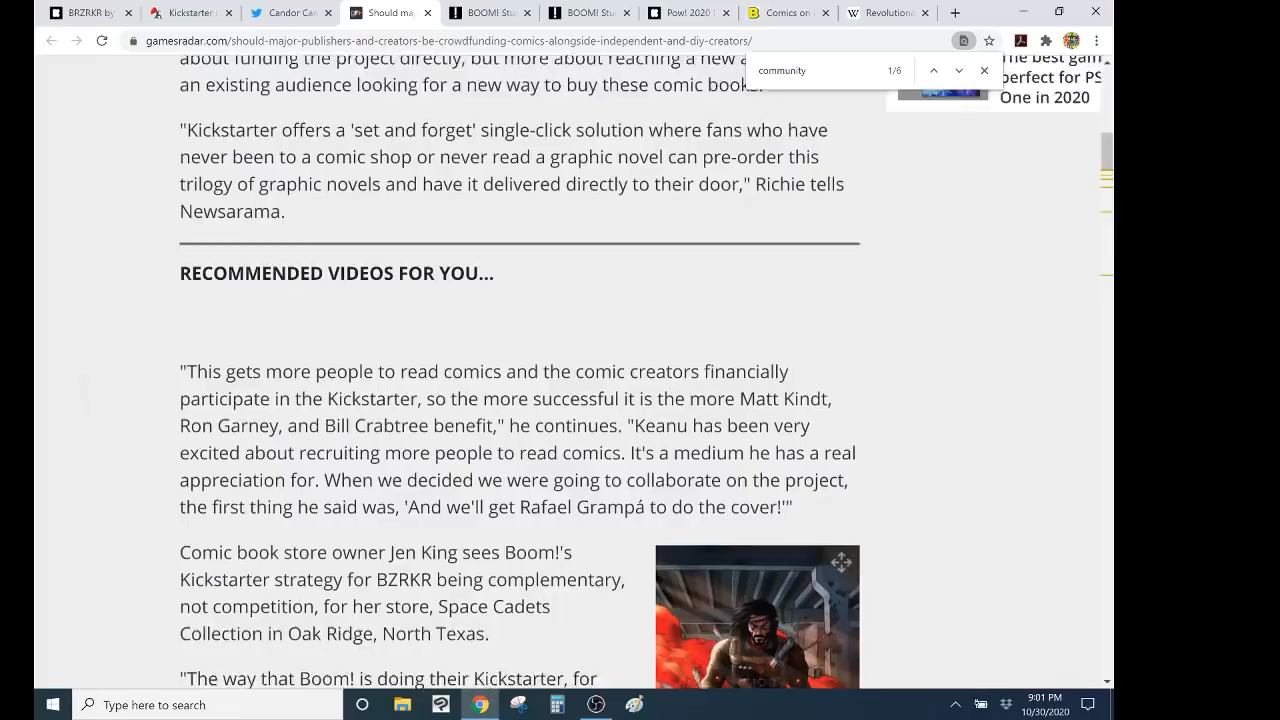 BRZRKR by
Kickstarter
Candor Can
Should ma
BOOM! Stu
BOOM! Stu
Pow! 2020
Comics on
Revolutiona
gamesradar.com/should-major-publishers-and-creators-be-crowdfunding-comics-alongside-independent-and-diy-creators/
community 1/6
about funding the project directly, but more about reaching a new a
an existing audience looking for a new way to buy these comic books.
The best gam
perfect for PS
One in 2020
"Kickstarter offers a 'set and forget' single-click solution where fans who have
never been to a comic shop or never read a graphic novel can pre-order this
trilogy of graphic novels and have it delivered directly to their door," Richie tells
Newsarama.
RECOMMENDED VIDEOS FOR YOU...
"This gets more people to read comics and the comic creators financially
participate in the Kickstarter, so the more successful it is the more Matt Kindt,
Ron Garney, and Bill Crabtree benefit," he continues. "Keanu has been very
excited about recruiting more people to read comics. It's a medium he has a real
appreciation for. When we decided we were going to collaborate on the project,
the first thing he said was, 'And we'll get Rafael Grampá to do the cover!'"
Comic book store owner Jen King sees Boom!'s
Kickstarter strategy for BZRKR being complementary,
not competition, for her store, Space Cadets
Collection in Oak Ridge, North Texas.
"The way that Boom! is doing their Kickstarter, for
Type here to search
9:01 PM
10/30/2020